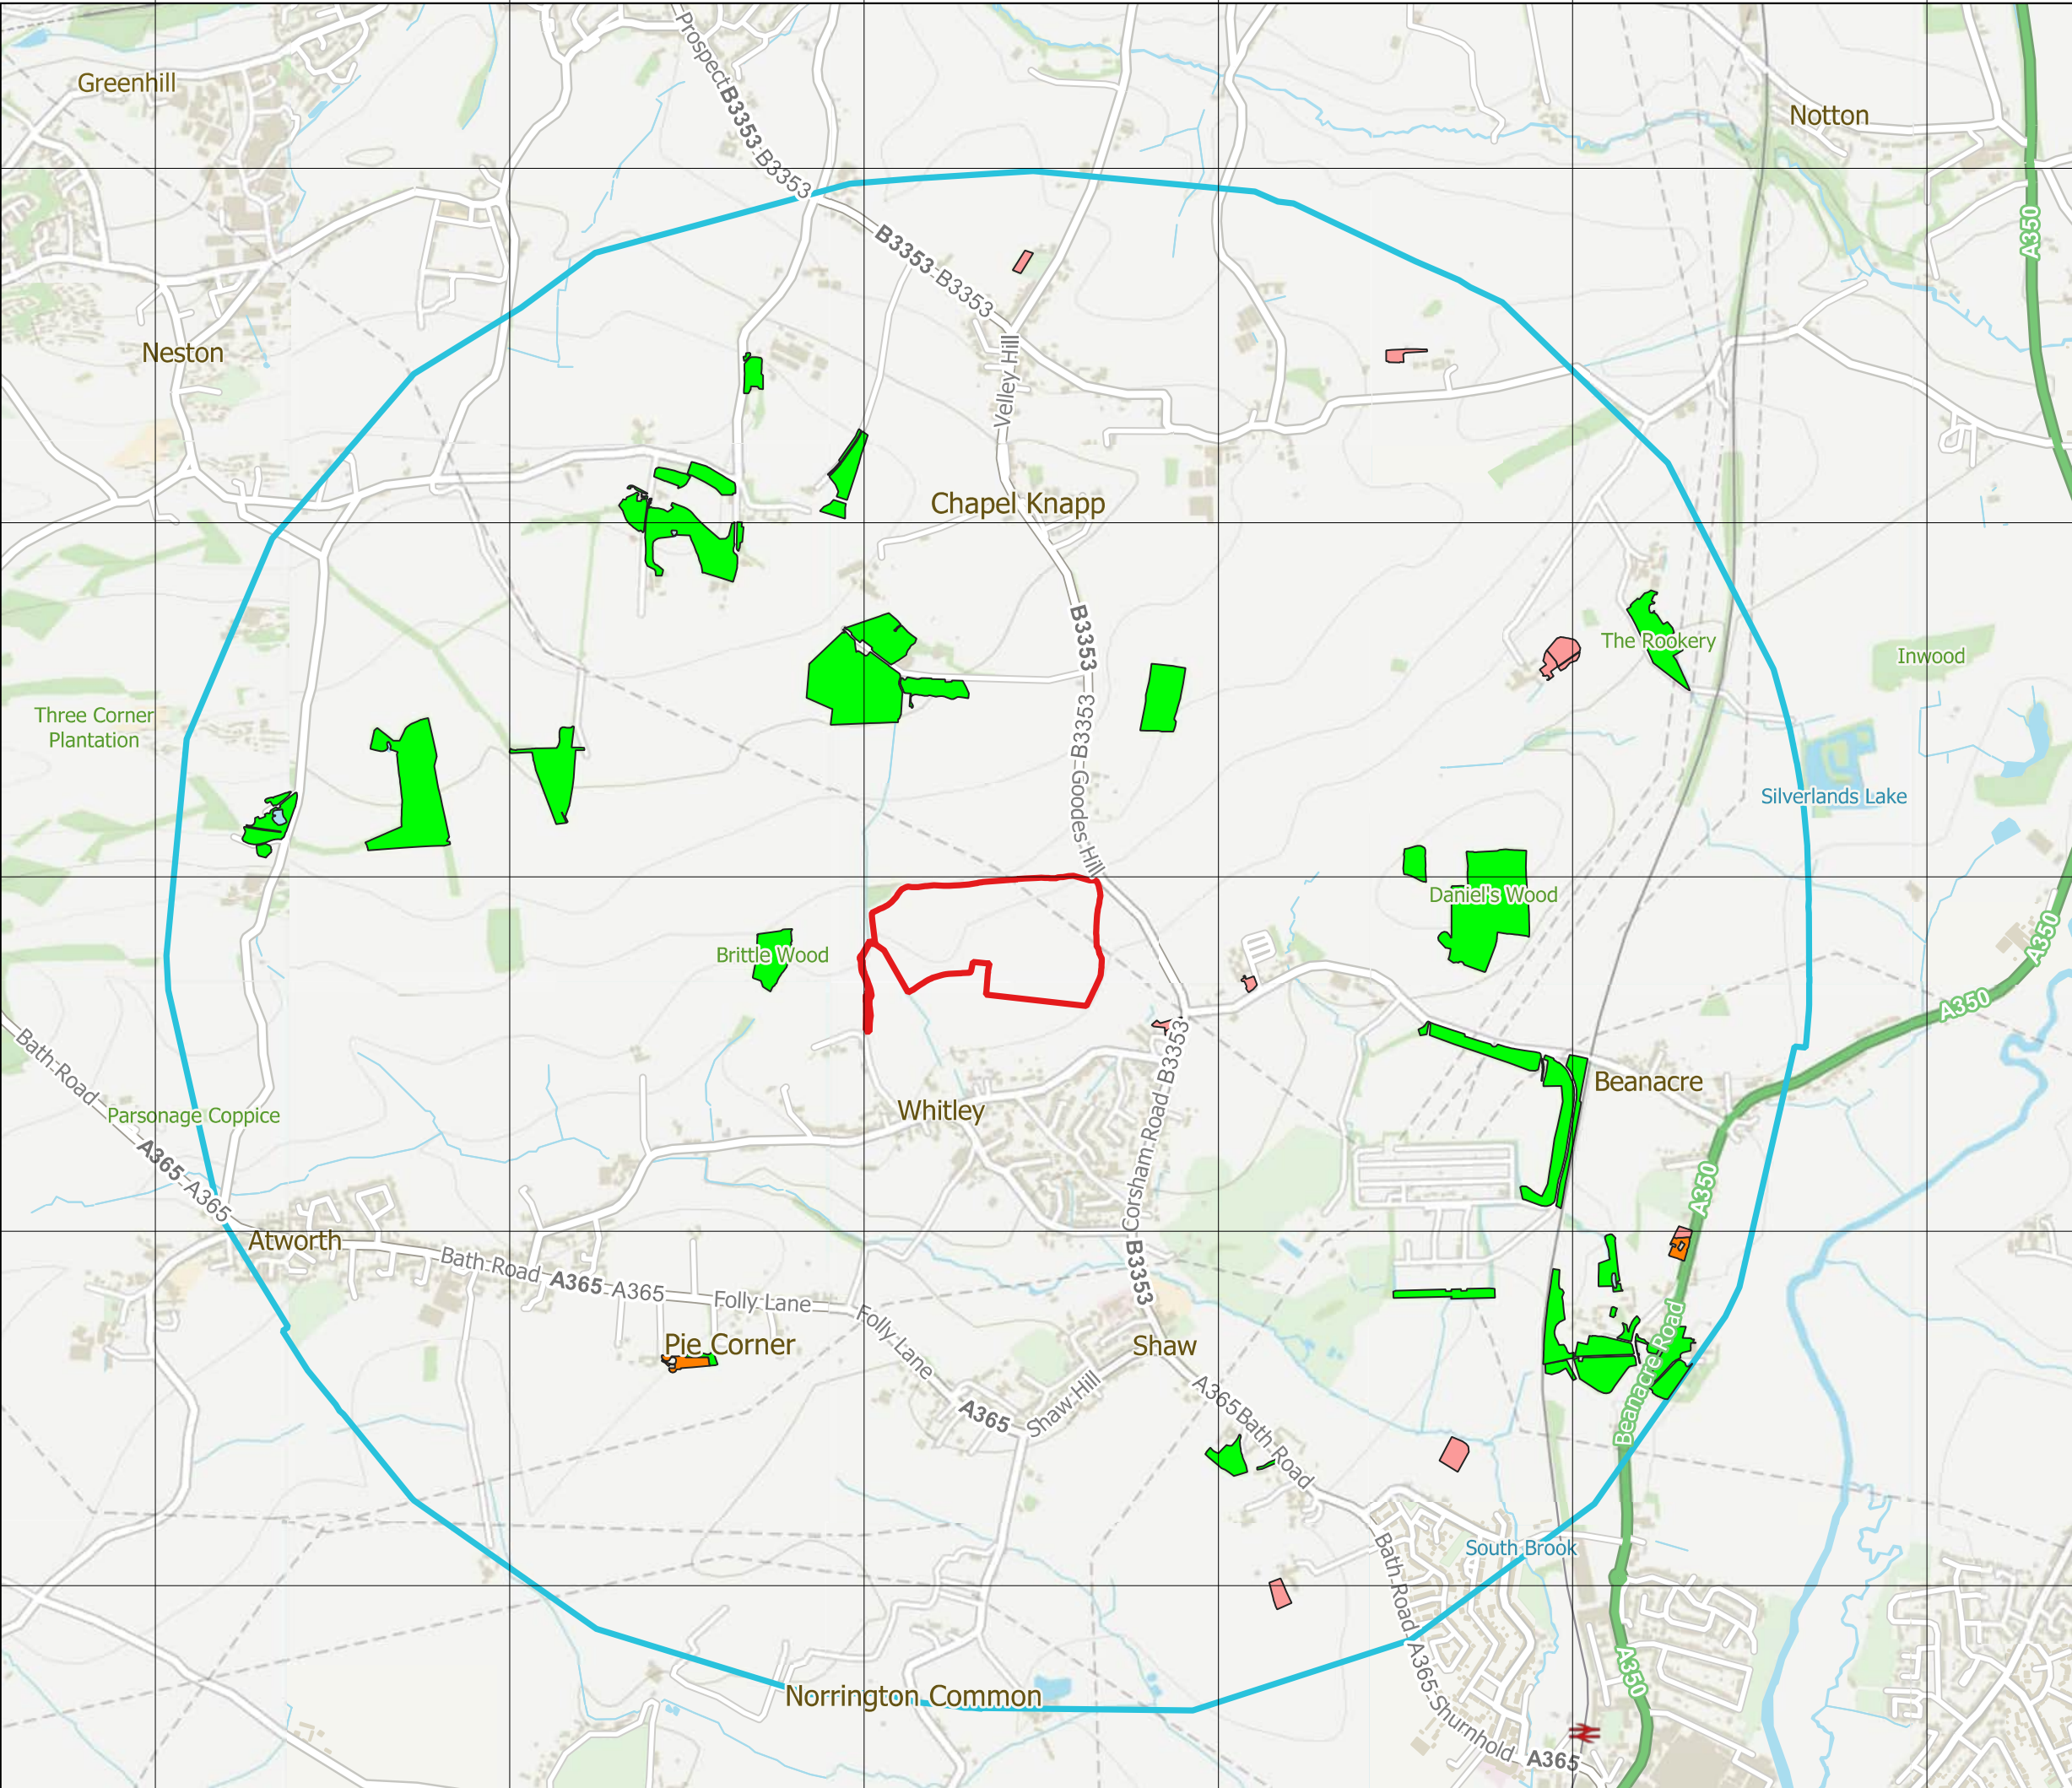 Greenhill
Prospect
B3353
B3353
Notton
A350
B3353
B3353
Neston
Velley Hill
Chapel Knapp
B3353
B3353
Goodes Hill
The Rookery
Inwood
Three Corner
Plantation
Silverlands Lake
Daniel's Wood
Brittle Wood
A350
A350
Bath Road
Parsonage Coppice
A365
A365
Whitley
B3353
Corsham Road
B3353
Beanacre
A350
Atworth
Bath Road
A365
A365
Folly Lane
Folly Lane
Pie Corner
Shaw
A365
Shaw Hill
A365
Bath Road
Beanacre Road
South Brook
Bath Road
A365
Shurnhold
A365
A350
Norrington Common